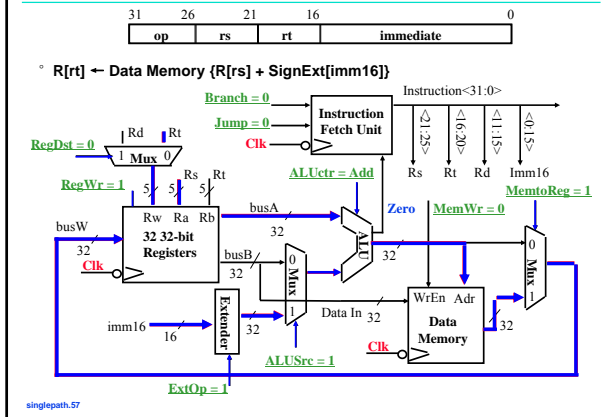 31 26 21 16 0
op rs rt immediate
° R[rt] ← Data Memory {R[rs] + SignExt[imm16]}
Branch = 0
Jump = 0
Clk
Instruction
Fetch Unit
Instruction<31:0>
<21:25>
<16:20>
<11:15>
<0:15>
Rs Rt Rd Imm16
RegDst = 0
Rd Rt
1 Mux 0
RegWr = 1
5 5 5
Rs Rt
ALUctr = Add
Zero
MemWr = 0
MemtoReg = 1
busW
32
Clk
Rw Ra Rb
32 32-bit
Registers
busA
32
busB
32
0
Mux
1
ALU
32
imm16
16
Extender
32
Data In 32
ALUSrc = 1
ExtOp = 1
WrEn Adr
Data
Memory
Clk
32
0
Mux
1
singlepath.57